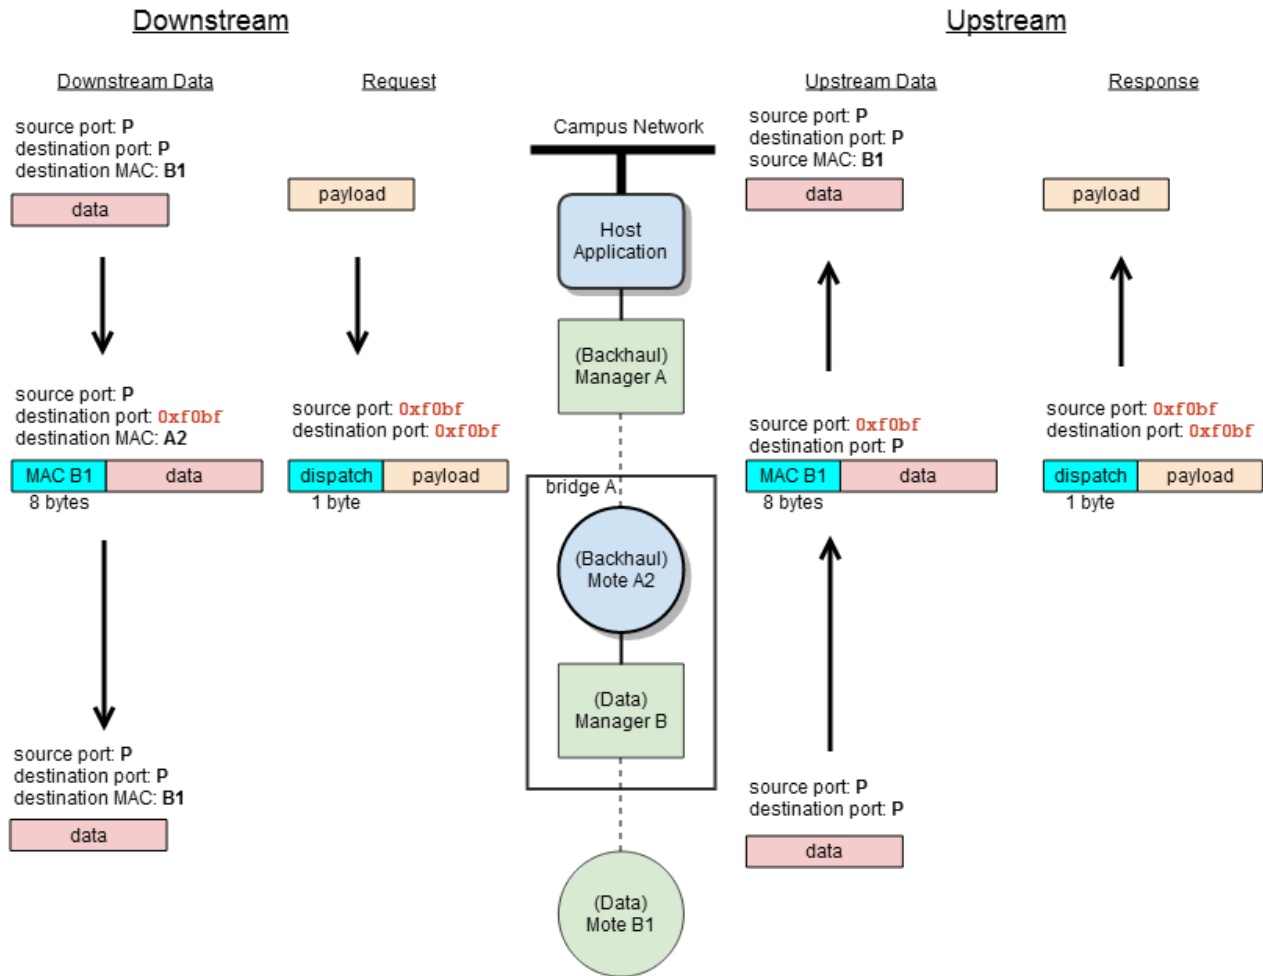 Downstream
Downstream Data
source port: P
destination port: P
destination MAC: B1
data
source port: P
destination port: 0xf0bf
destination MAC: A2
MAC B1
data
8 bytes
source port: P
destination port: P
destination MAC: B1
data
Request
payload
source port: 0xf0bf
destination port: 0xf0bf
dispatch
payload
1 byte
Campus Network
Host
Application
(Backhaul)
Manager A
bridge A
(Backhaul)
Mote A2
(Data)
Manager B
(Data)
Mote B1
Upstream
Upstream Data
source port: P
destination port: P
source MAC: B1
data
source port: 0xf0bf
destination port: P
MAC B1
data
8 bytes
source port: P
destination port: P
data
Response
payload
source port: 0xf0bf
destination port: 0xf0bf
dispatch
payload
1 byte